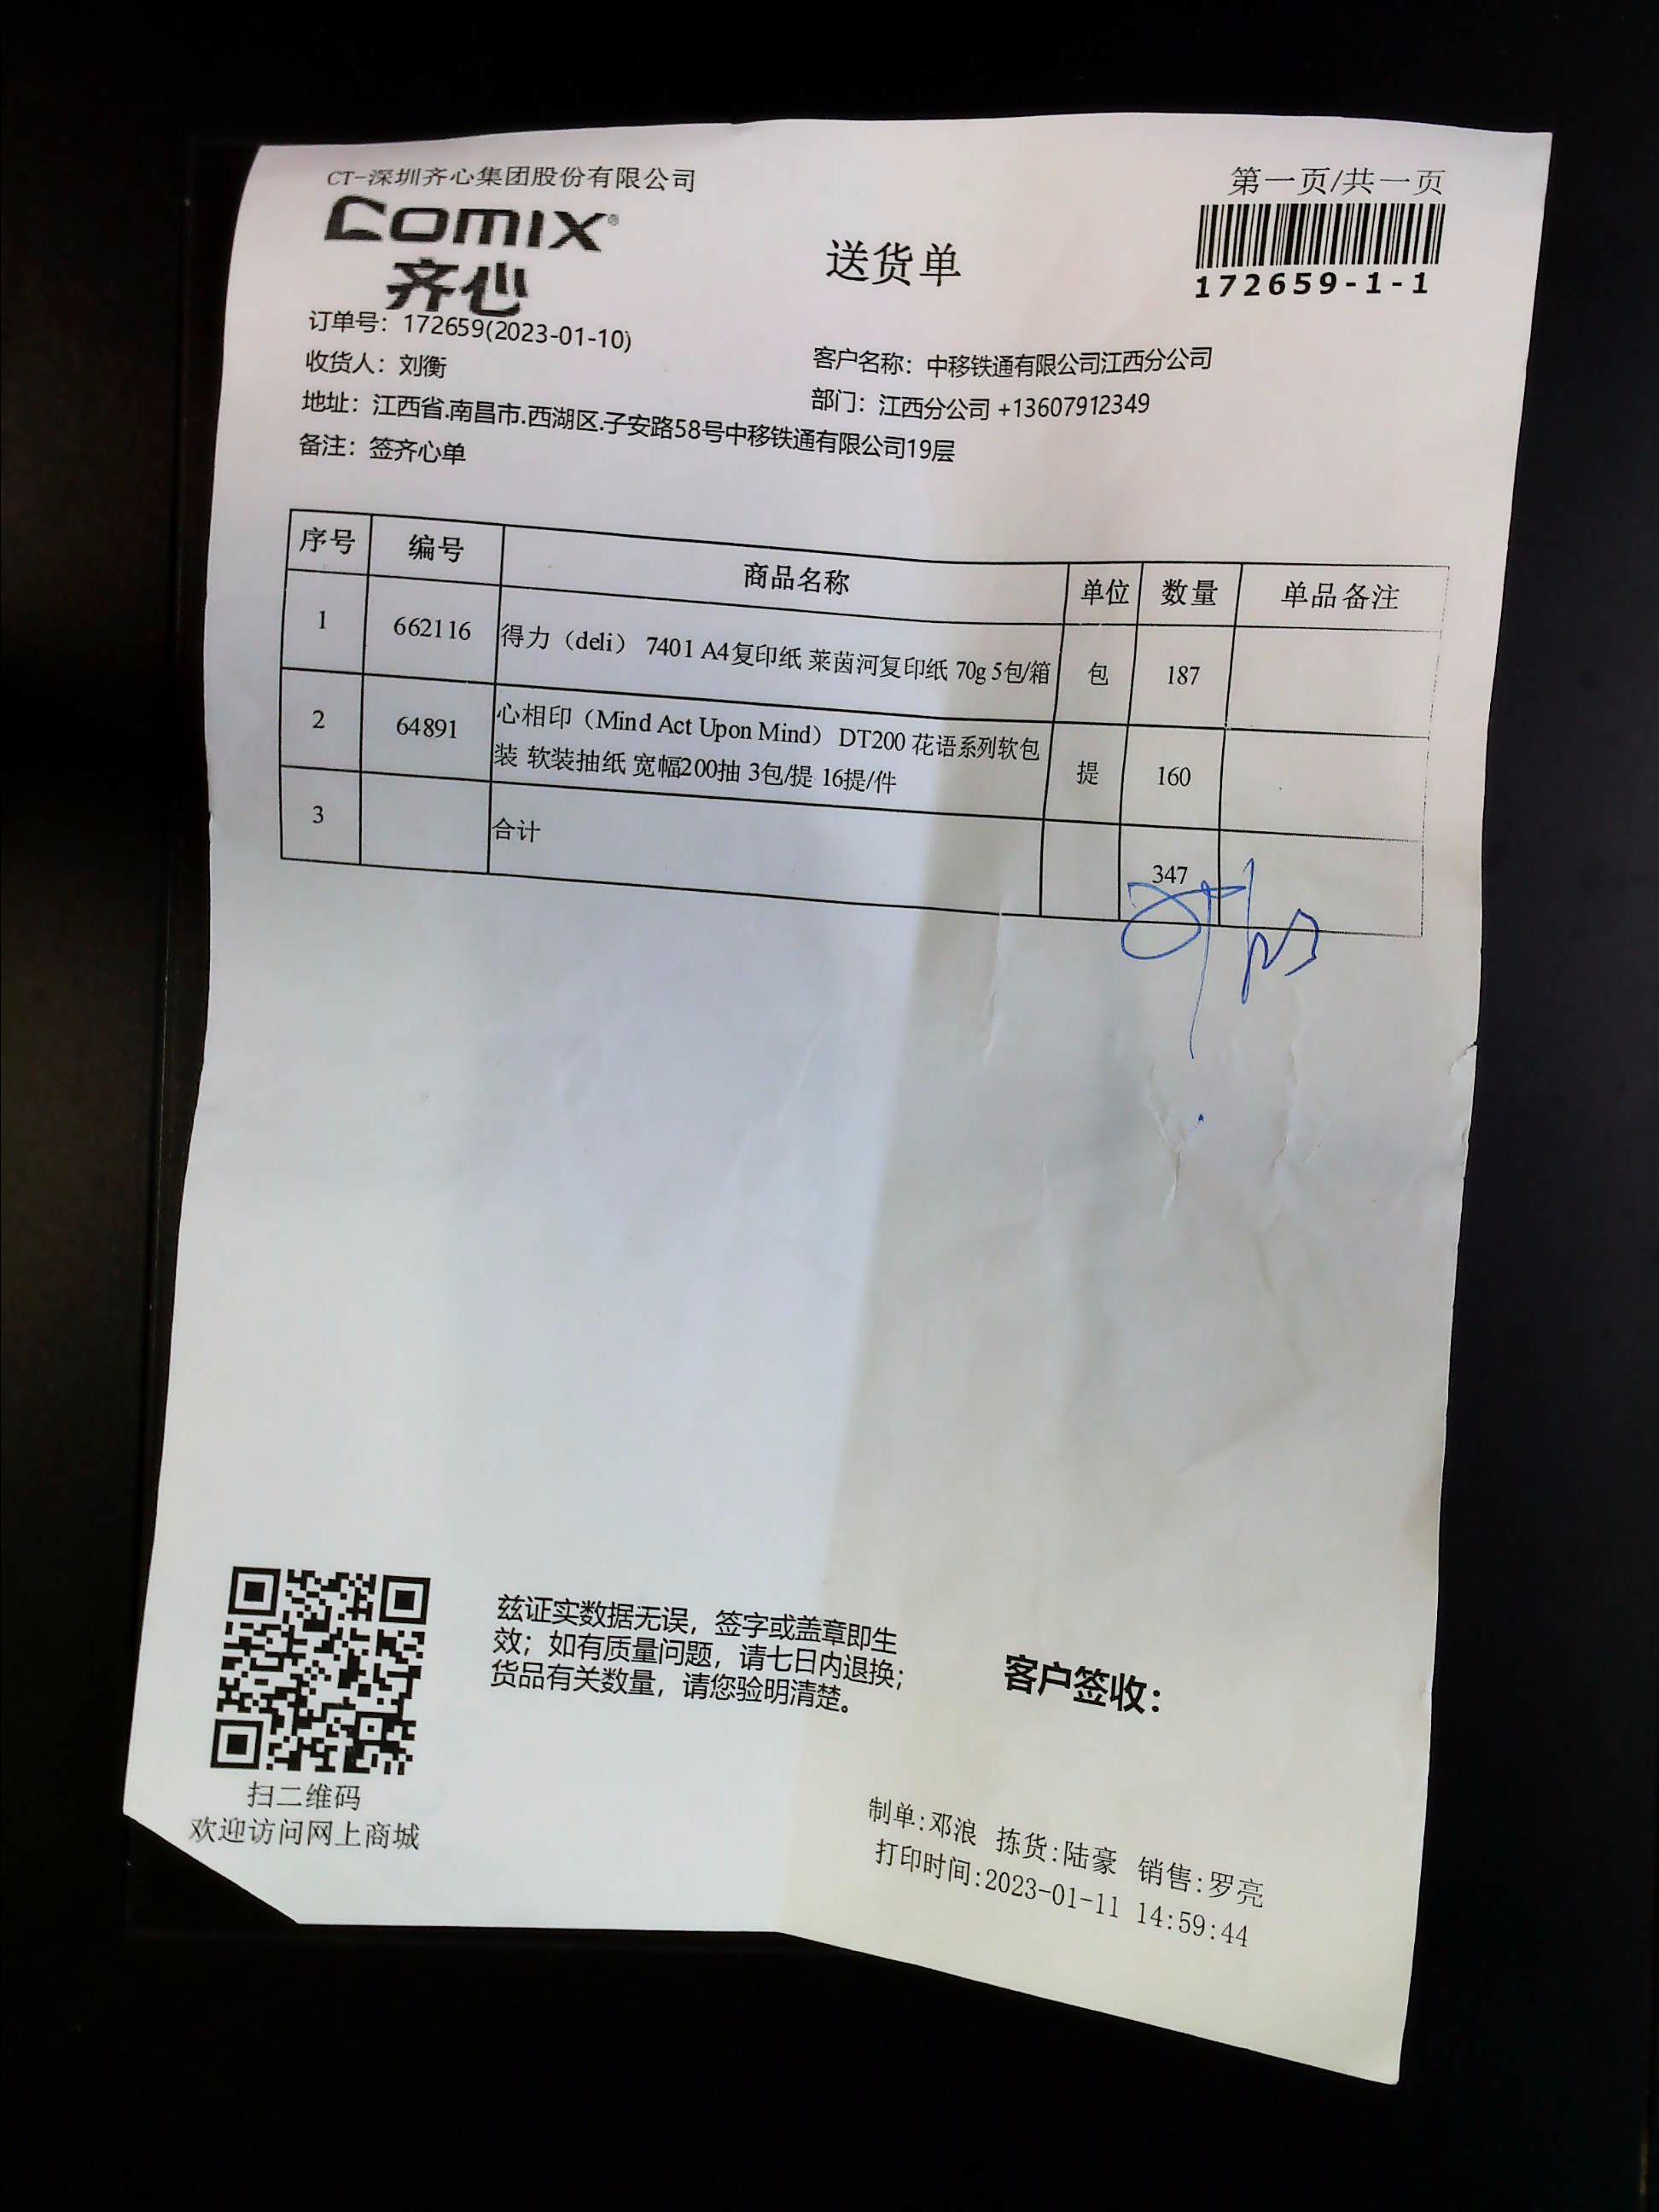 CT-深圳齐心集团股份有限公司
第一页/共一页
COMIX®
齐心
送货单
172659-1-1
订单号：172659(2023-01-10)
收货人：刘衡
客户名称：中移铁通有限公司江西分公司
地址：江西省.南昌市.西湖区.子安路58号中移铁通有限公司19层
部门：江西分公司 +13607912349
备注：签齐心单
序号 编号 商品名称 单位 数量 单品备注
1 662116 得力（deli） 7401 A4复印纸 莱茵河复印纸 70g 5包/箱 包 187
2 64891 心相印（Mind Act Upon Mind） DT200 花语系列软包
装 软装抽纸 宽幅200抽 3包/提 16提/件 提 160
3 合计 347
兹证实数据无误，签字或盖章即生
效；如有质量问题，请七日内退换；
货品有关数量，请您验明清楚。
客户签收：
扫二维码
欢迎访问网上商城
制单:邓浪 拣货:陆豪 销售:罗亮
打印时间:2023-01-11 14:59:44